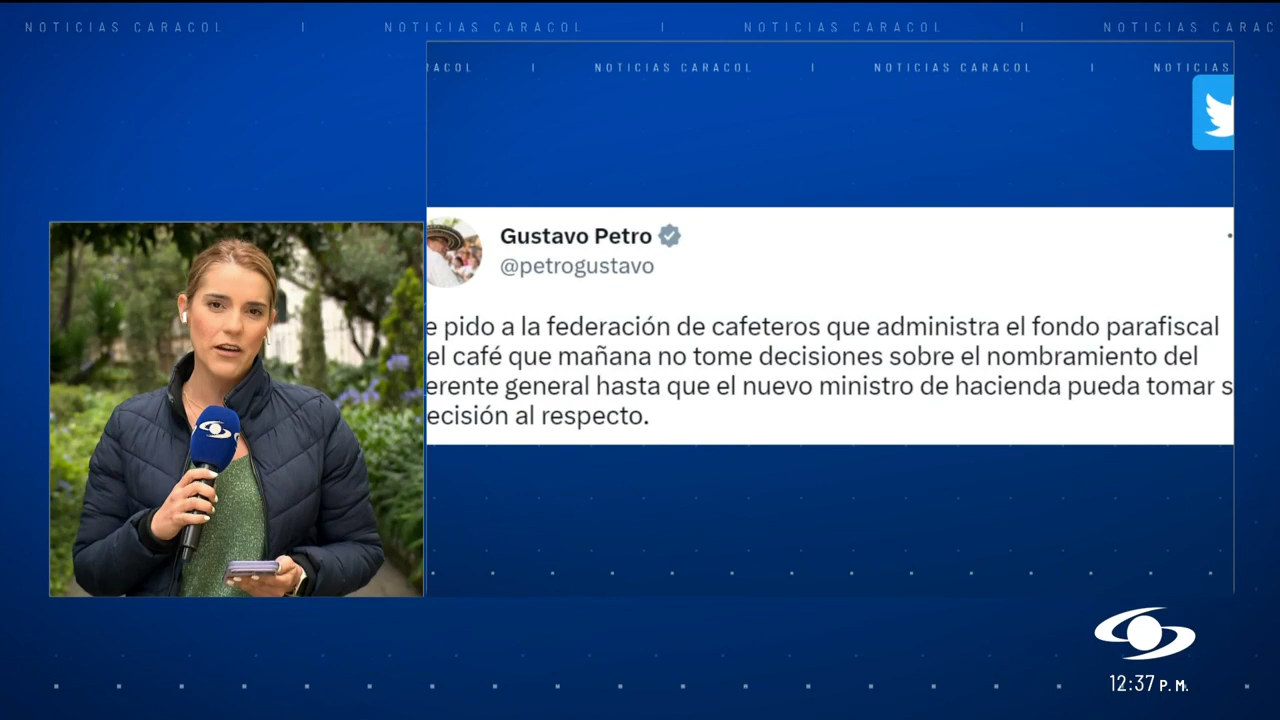 NOTICIAS CARACOL | NOTICIAS CARACOL | NOTICIAS CARACOL | NOTICIAS CARAC
RACOL | NOTICIAS CARACOL | NOTICIAS CARACOL | NOTICIAS
Gustavo Petro
@petrogustavo
e pido a la federación de cafeteros que administra el fondo parafiscal
el café que mañana no tome decisiones sobre el nombramiento del
erente general hasta que el nuevo ministro de hacienda pueda tomar s
ecisión al respecto.
12:37 P.M.